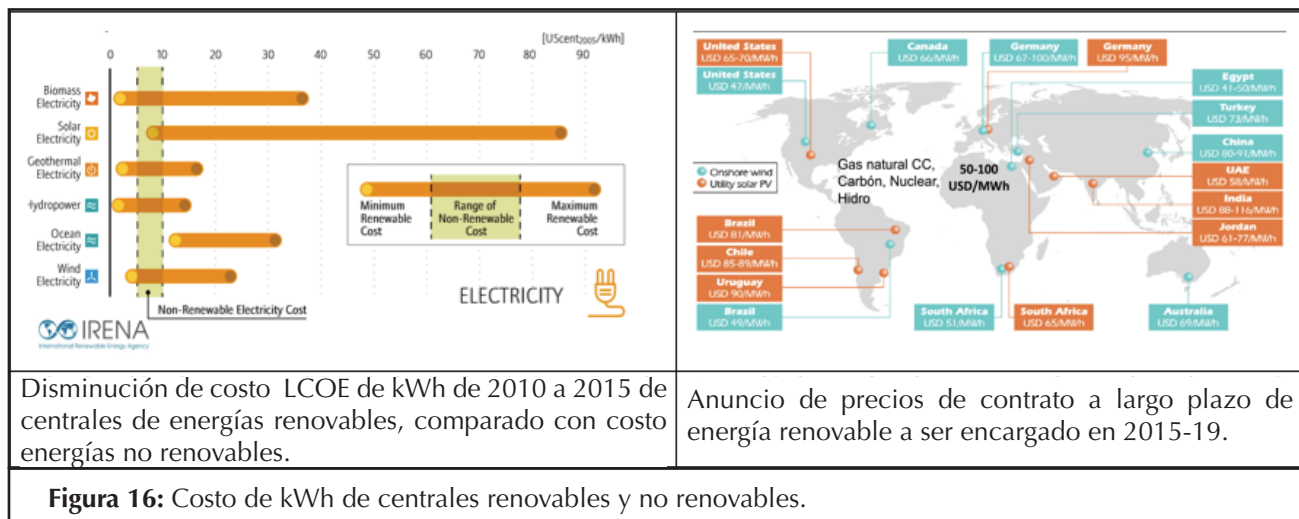 [UScent2005/kWh]
0 10 20 30 40 50 60 70 80 90
Biomass
Electricity
Solar
Electricity
Geothermal
Electricity
Hydropower
Ocean
Electricity
Wind
Electricity
Minimum
Renewable
Cost
Range of
Non-Renewable
Cost
Maximum
Renewable
Cost
Non-Renewable Electricity Cost
ELECTRICITY
IRENA
International Renewable Energy Agency
United States
USD 65-70/MWh
United States
USD 47/MWh
Canada
USD 66/MWh
Germany
USD 67-100/MWh
Germany
USD 95/MWh
Egypt
USD 41-50/MWh
Turkey
USD 73/MWh
China
USD 80-91/MWh
UAE
USD 58/MWh
India
USD 88-116/MWh
Jordan
USD 61-77/MWh
Onshore wind
Utility solar PV
Gas natural CC,
Carbón, Nuclear,
Hidro
50-100
USD/MWh
Brazil
USD 81/MWh
Chile
USD 85-89/MWh
Uruguay
USD 90/MWh
Brazil
USD 49/MWh
South Africa
USD 51/MWh
South Africa
USD 65/MWh
Australia
USD 69/MWh
Disminución de costo LCOE de kWh de 2010 a 2015 de
centrales de energías renovables, comparado con costo
energías no renovables.
Anuncio de precios de contrato a largo plazo de
energía renovable a ser encargado en 2015-19.
Figura 16: Costo de kWh de centrales renovables y no renovables.